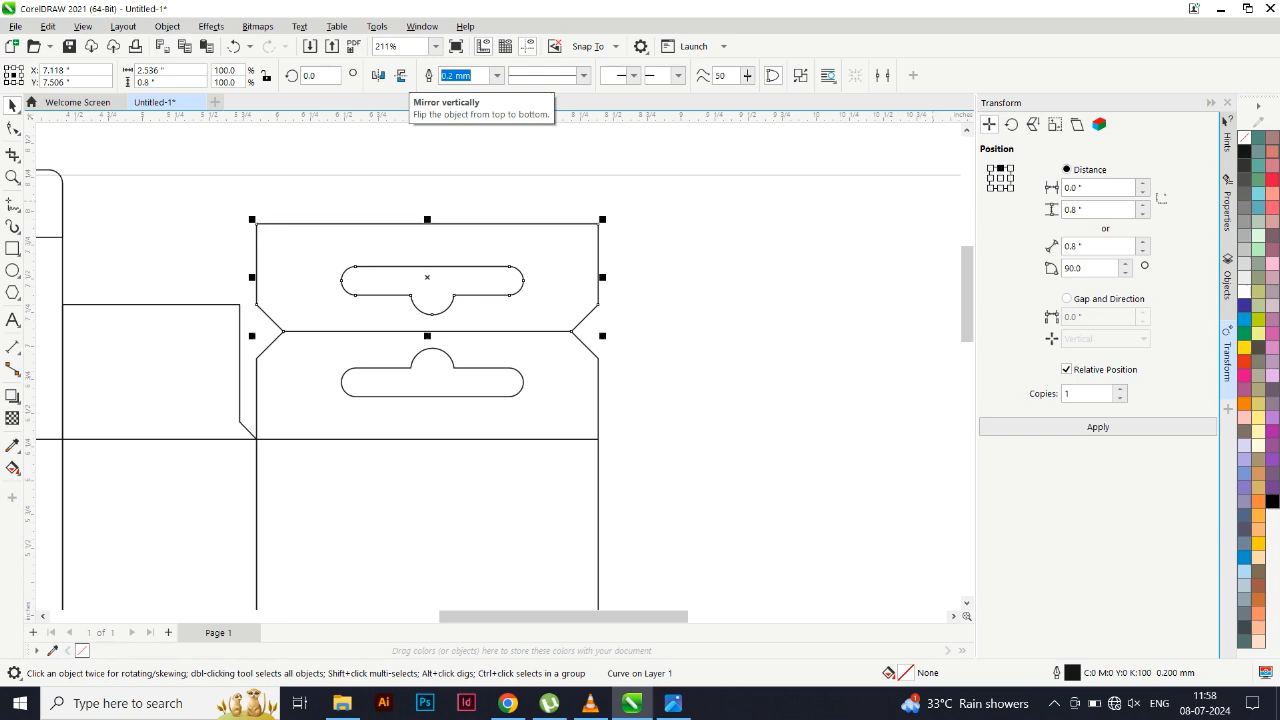 CorelDRAW 2021 (64-Bit) - Untitled-1*
File Edit View Layout Object Effects Bitmaps Text Table Tools Window Help
PDF 211% Snap To Launch
X: 7.118 " 2.536 " 100.0 %
Y: 7.506 " 0.8 " 100.0 %
0.0 ° 0.2 mm 50
Welcome Screen Untitled-1*
Mirror vertically
Flip the object from top to bottom.
inches
Transform
Position
Distance
0.0 "
0.8 "
or
0.8 "
90.0
Gap and Direction
0.0 "
Vertical
Relative Position
Copies: 1
Apply
Hints
Properties
Objects
Transform
1 of 1 Page 1
Drag colors (or objects) here to store these colors with your document
Click an object twice for rotating/skewing; dbl-clicking tool selects all objects; Shift+click multi-selects; Alt+click digs; Ctrl+click selects in a group Curve on Layer 1 None C:0 M:0 Y:0 K:100 0.200 mm
Type here to search Ai Ps Id 33°C Rain showers ENG 11:58
08-07-2024